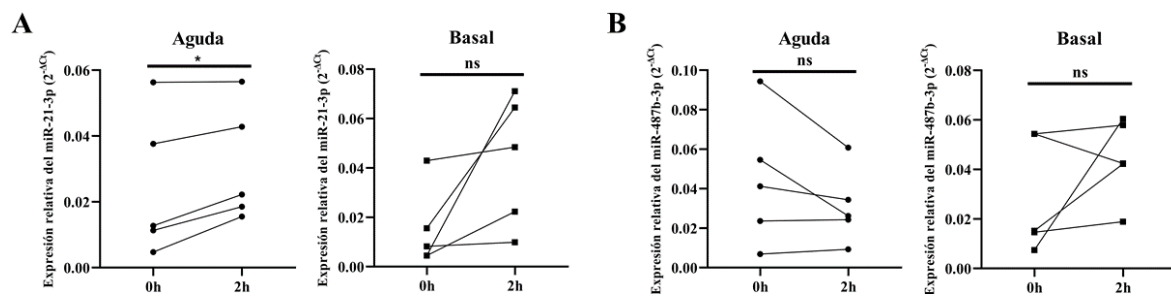 A
Aguda
*
Expresión relativa del miR-21-3p (2^-ΔCt)
0.06
0.04
0.02
0.00
0h
2h
Basal
ns
Expresión relativa del miR-21-3p (2^-ΔCt)
0.08
0.06
0.04
0.02
0.00
0h
2h
B
Aguda
ns
Expresión relativa del miR-487b-3p (2^-ΔCt)
0.10
0.08
0.06
0.04
0.02
0.00
0h
2h
Basal
ns
Expresión relativa del miR-487b-3p (2^-ΔCt)
0.08
0.06
0.04
0.02
0.00
0h
2h